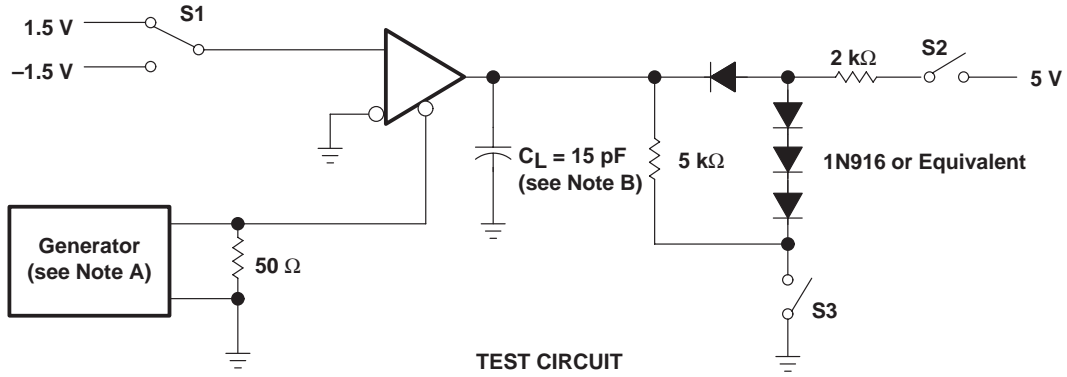 S1
1.5 V
–1.5 V
S2
2 kΩ
5 V
CL = 15 pF
(see Note B)
5 kΩ
1N916 or Equivalent
Generator
(see Note A)
50 Ω
S3
TEST CIRCUIT